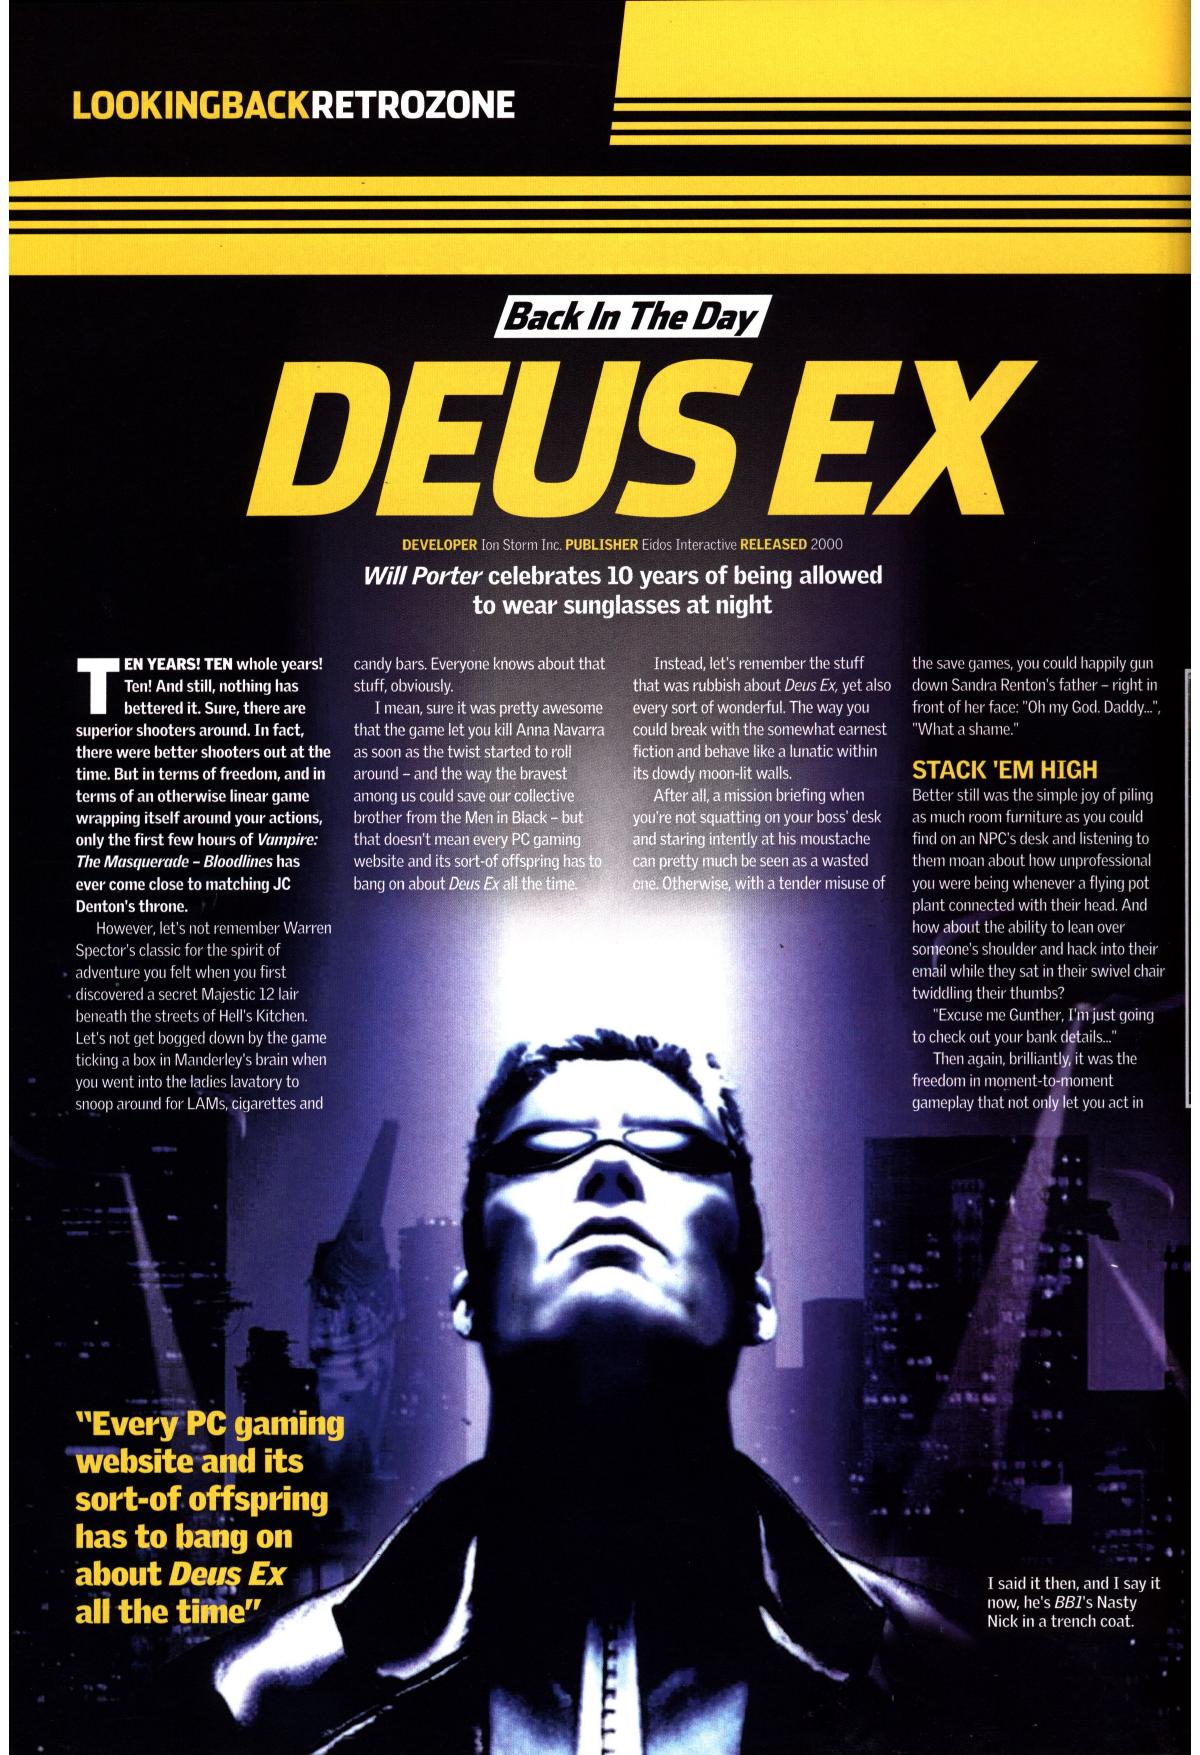 LOOKINGBACKRETROZONE
Back In The Day
DEUS EX
DEVELOPER Ion Storm Inc. PUBLISHER Eidos Interactive RELEASED 2000
Will Porter celebrates 10 years of being allowed
to wear sunglasses at night
TEN YEARS! TEN whole years!
Ten! And still, nothing has
bettered it. Sure, there are
superior shooters around. In fact,
there were better shooters out at the
time. But in terms of freedom, and in
terms of an otherwise linear game
wrapping itself around your actions,
only the first few hours of Vampire:
The Masquerade – Bloodlines has
ever come close to matching JC
Denton's throne.
However, let's not remember Warren
Spector's classic for the spirit of
adventure you felt when you first
discovered a secret Majestic 12 lair
beneath the streets of Hell's Kitchen.
Let's not get bogged down by the game
ticking a box in Manderley's brain when
you went into the ladies lavatory to
snoop around for LAMs, cigarettes and
candy bars. Everyone knows about that
stuff, obviously.
I mean, sure it was pretty awesome
that the game let you kill Anna Navarra
as soon as the twist started to roll
around – and the way the bravest
among us could save our collective
brother from the Men in Black – but
that doesn't mean every PC gaming
website and its sort-of offspring has to
bang on about Deus Ex all the time.
Instead, let's remember the stuff
that was rubbish about Deus Ex, yet also
every sort of wonderful. The way you
could break with the somewhat earnest
fiction and behave like a lunatic within
its dowdy moon-lit walls.
After all, a mission briefing when
you're not squatting on your boss' desk
and staring intently at his moustache
can pretty much be seen as a wasted
one. Otherwise, with a tender misuse of
the save games, you could happily gun
down Sandra Renton's father – right in
front of her face: "Oh my God. Daddy...",
"What a shame."
STACK 'EM HIGH
Better still was the simple joy of piling
as much room furniture as you could
find on an NPC's desk and listening to
them moan about how unprofessional
you were being whenever a flying pot
plant connected with their head. And
how about the ability to lean over
someone's shoulder and hack into their
email while they sat in their swivel chair
twiddling their thumbs?
"Excuse me Gunther, I'm just going
to check out your bank details..."
Then again, brilliantly, it was the
freedom in moment-to-moment
gameplay that not only let you act in
"Every PC gaming
website and its
sort-of offspring
has to bang on
about Deus Ex
all the time"
I said it then, and I say it
now, he's BB1's Nasty
Nick in a trench coat.